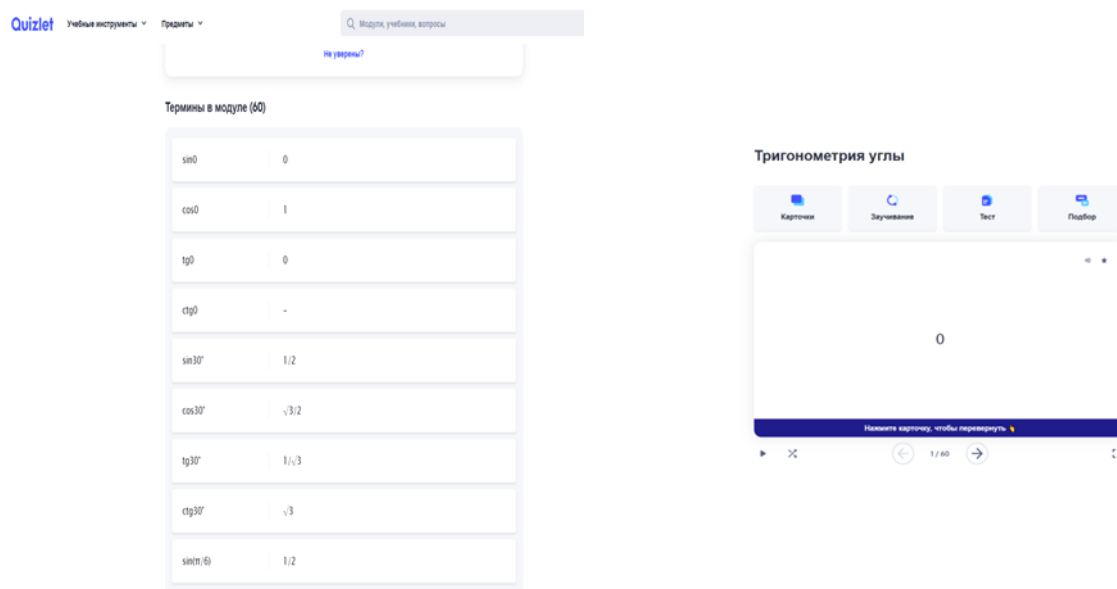 Quizlet Учебные инструменты Предметы Модули, учебники, вопросы
Не уверены?
Термины в модуле (60)
sin0 0
cos0 1
tg0 0
ctg0 -
sin30° 1/2
cos30° √3/2
tg30° 1/√3
ctg30° √3
sin(π/6) 1/2
Тригонометрия углы
Карточки Заучивание Тест Подбор
0
Нажмите карточку, чтобы перевернуть
1 / 60